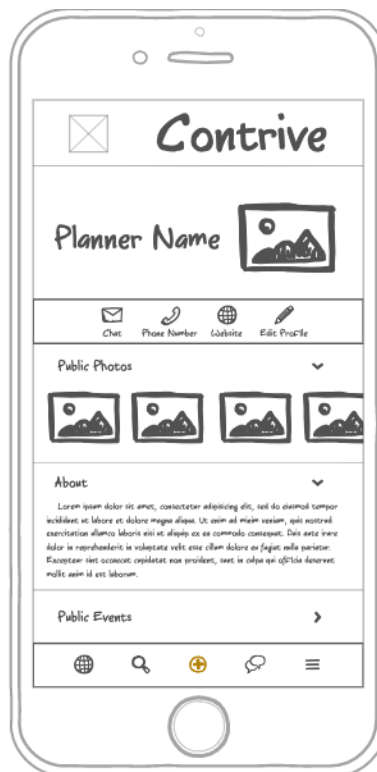 Contrive
Planner Name
Chat Phone Number Website Edit Profile
Public Photos
About
Lorem ipsum dolor sit amet, consectetur adipisicing elit, sed do eiusmod tempor
incididunt ut labore et dolore magna aliqua. Ut enim ad minim veniam, quis nostrud
exercitation ullamco laboris nisi ut aliquip ex ea commodo consequat. Duis aute irure
dolor in reprehenderit in voluptate velit esse cillum dolore eu fugiat nulla pariatur.
Excepteur sint occaecat cupidatat non proident, sunt in culpa qui officia deserunt
mollit anim id est laborum.
Public Events